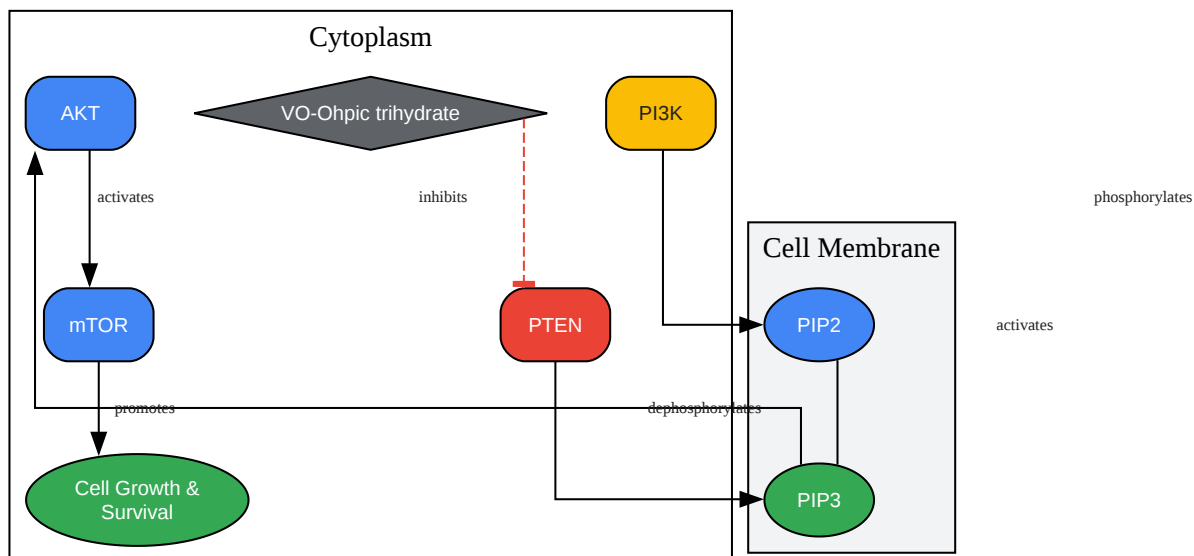 Cytoplasm
AKT
VO-Ohpic trihydrate
PI3K
activates
inhibits
phosphorylates
Cell Membrane
mTOR
PTEN
PIP2
activates
promotes
dephosphorylates
Cell Growth &
Survival
PIP3